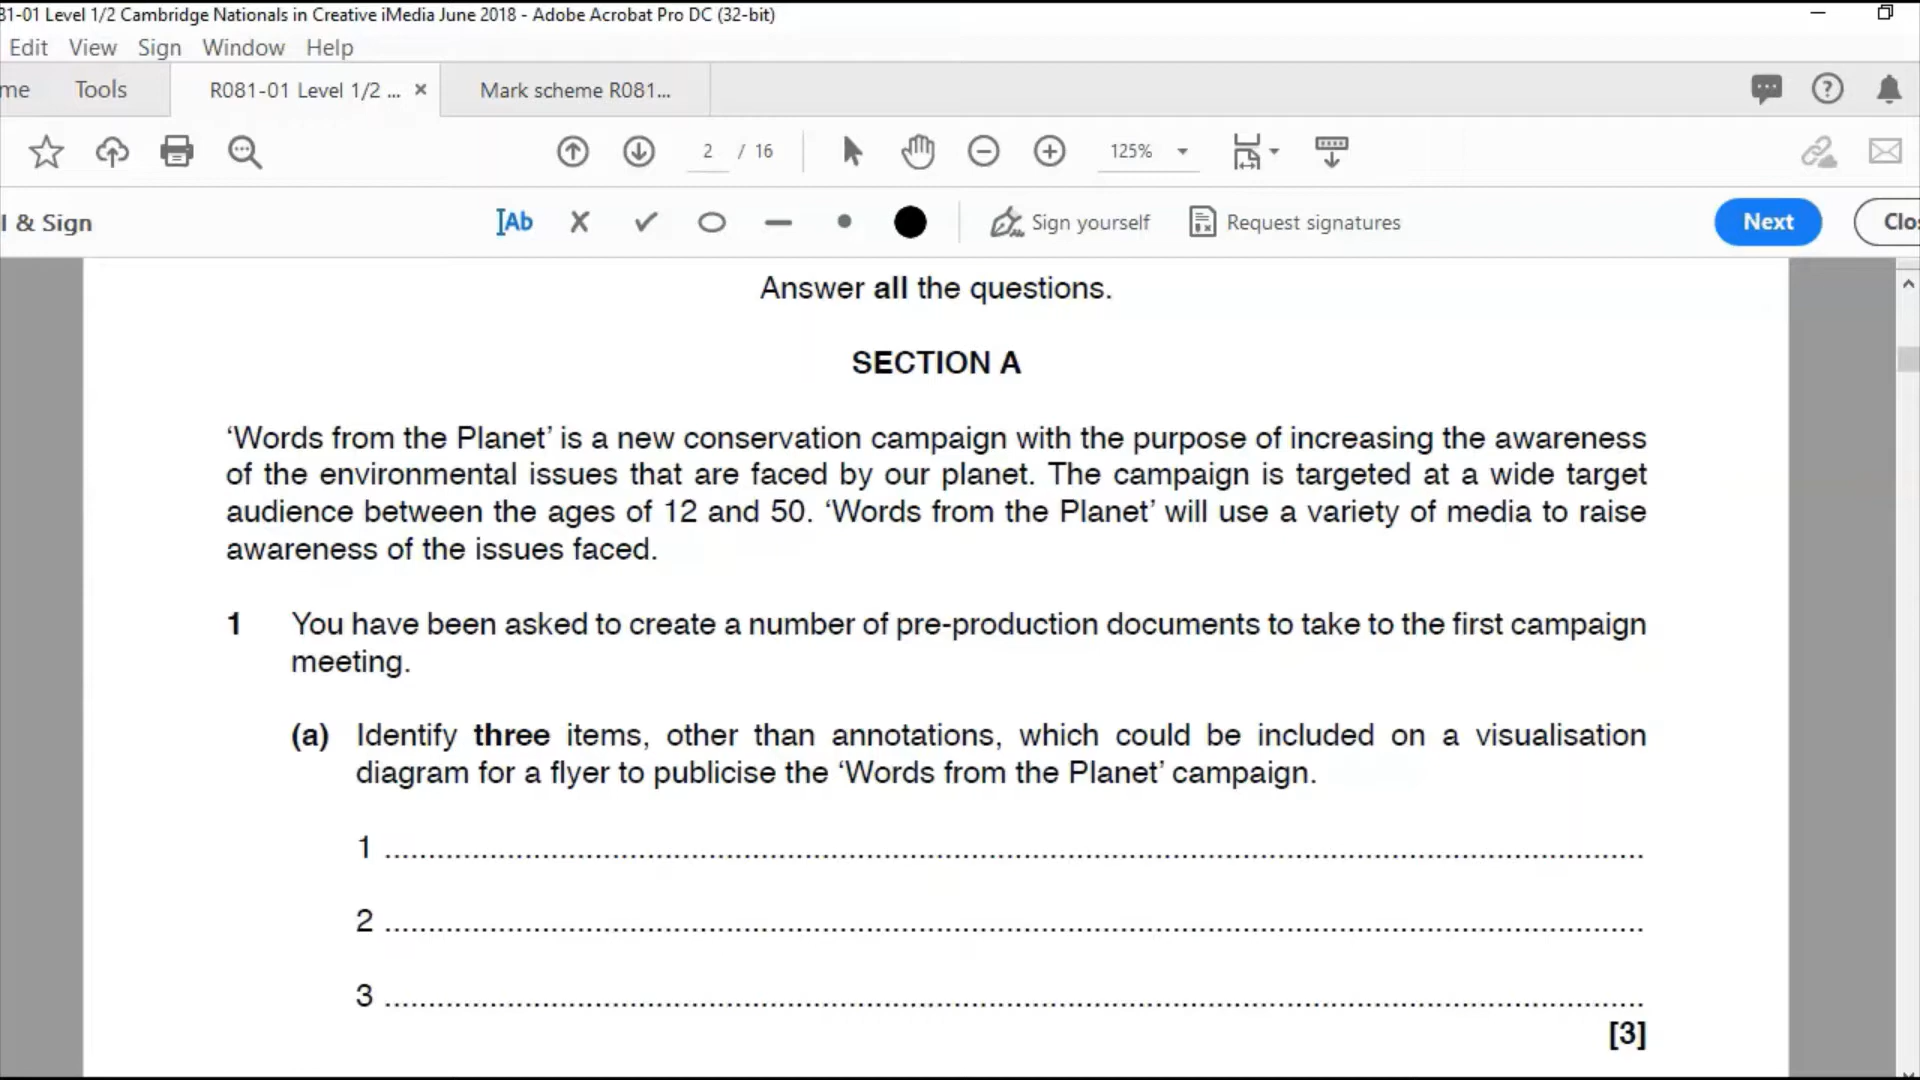 81-01 Level 1/2 Cambridge Nationals in Creative iMedia June 2018 - Adobe Acrobat Pro DC (32-bit)
Edit View Sign Window Help
me Tools R081-01 Level 1/2 ... × Mark scheme R081...
2 / 16 125%
l & Sign Ab Sign yourself Request signatures Next Clo
Answer all the questions.
SECTION A
‘Words from the Planet’ is a new conservation campaign with the purpose of increasing the awareness
of the environmental issues that are faced by our planet. The campaign is targeted at a wide target
audience between the ages of 12 and 50. ‘Words from the Planet’ will use a variety of media to raise
awareness of the issues faced.
1 You have been asked to create a number of pre-production documents to take to the first campaign
meeting.
(a) Identify three items, other than annotations, which could be included on a visualisation
diagram for a flyer to publicise the ‘Words from the Planet’ campaign.
1 ....................................................................................................
2 ....................................................................................................
3 ....................................................................................................
[3]